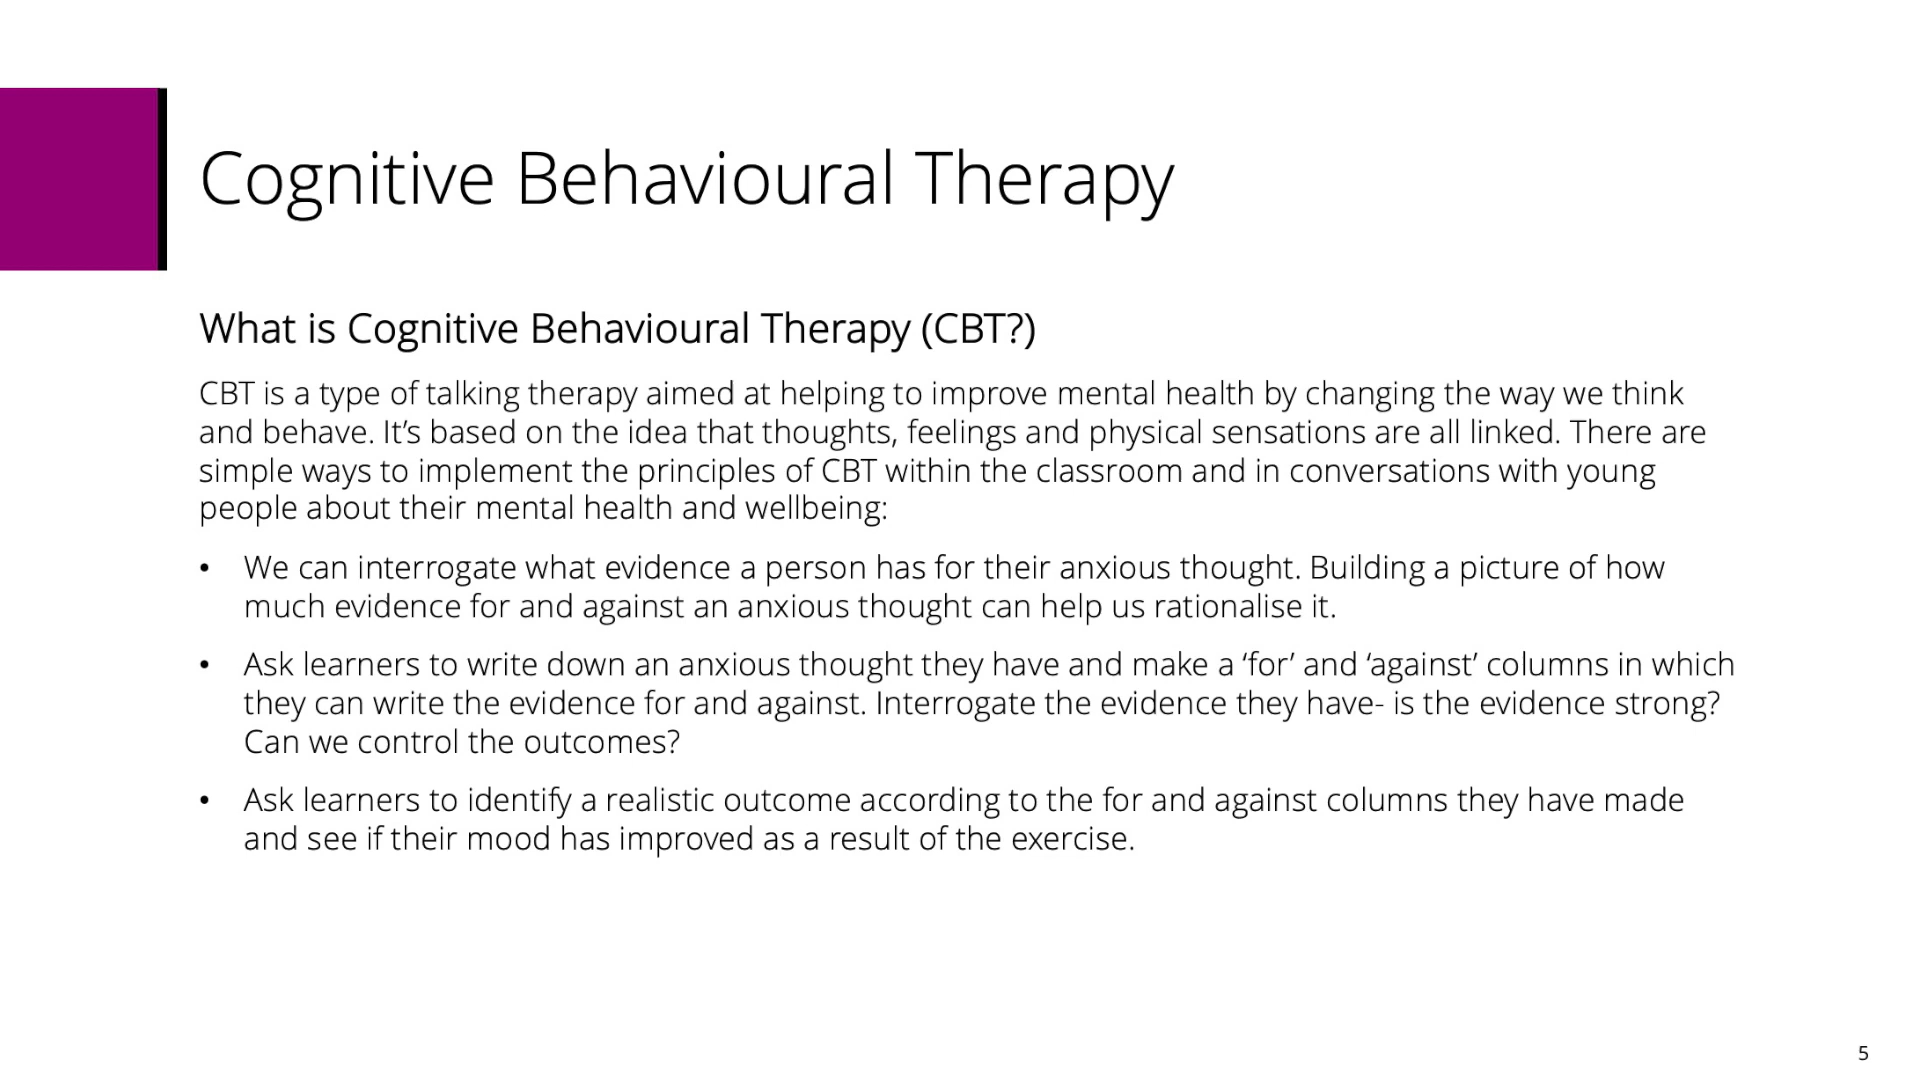 Cognitive Behavioural Therapy
What is Cognitive Behavioural Therapy (CBT?)
CBT is a type of talking therapy aimed at helping to improve mental health by changing the way we think
and behave. It’s based on the idea that thoughts, feelings and physical sensations are all linked. There are
simple ways to implement the principles of CBT within the classroom and in conversations with young
people about their mental health and wellbeing:
• We can interrogate what evidence a person has for their anxious thought. Building a picture of how
much evidence for and against an anxious thought can help us rationalise it.
• Ask learners to write down an anxious thought they have and make a ‘for’ and ‘against’ columns in which
they can write the evidence for and against. Interrogate the evidence they have- is the evidence strong?
Can we control the outcomes?
• Ask learners to identify a realistic outcome according to the for and against columns they have made
and see if their mood has improved as a result of the exercise.
5